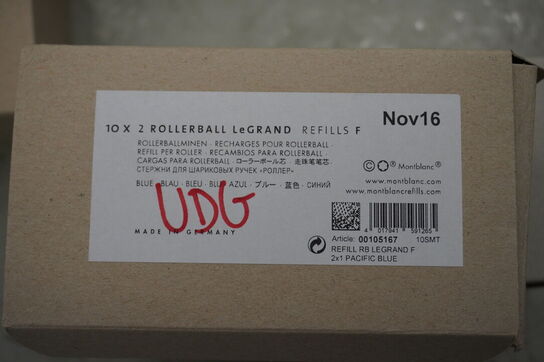 Nov16
10 X 2 ROLLERBALL LeGRAND REFILLS F
ROLLERBALLMINEN · RECHARGES POUR ROLLERBALL ·
REFILL PER ROLLER · RECAMBIOS PARA ROLLERBALL ·
CARGAS PARA ROLLERBALL · ローラーボール芯 · 走珠笔笔芯 ·
СТЕРЖНИ ДЛЯ ШАРИКОВЫХ РУЧЕК «РОЛЛЕР»
BLUE · BLAU · BLEU · BLU · AZUL · ブルー · 蓝色 · СИНИЙ
UDG
MADE IN GERMANY
Montblanc®
www.montblanc.com
www.montblancrefills.com
4 017941 591265
Article: 00105167 10SMT
REFILL RB LEGRAND F
2x1 PACIFIC BLUE